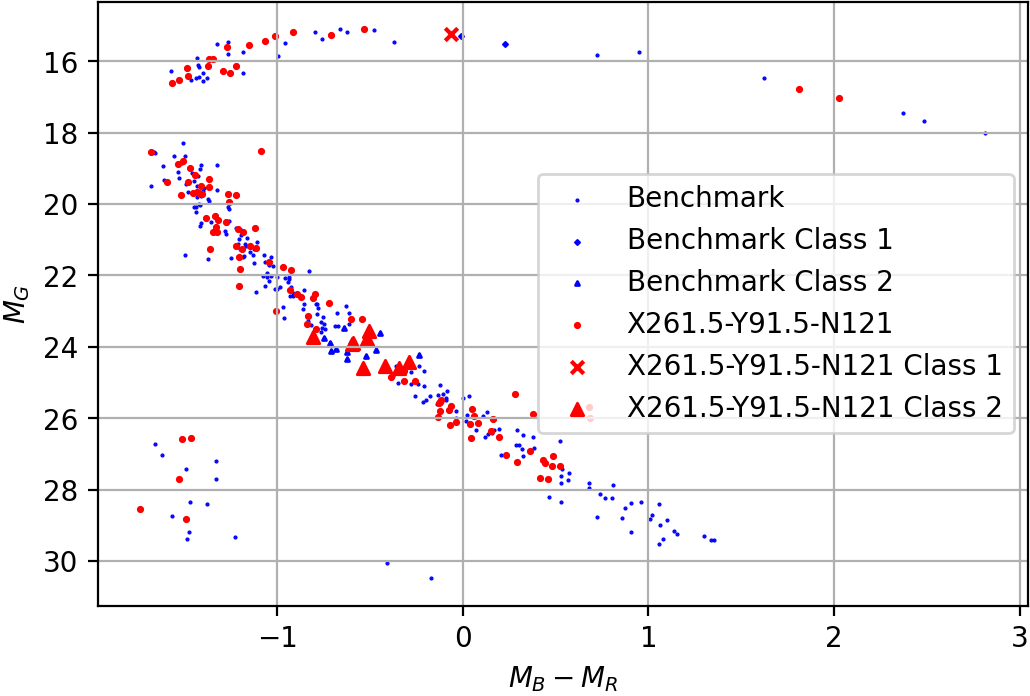 16
18
20
22
24
26
28
30
M_G
Benchmark
Benchmark Class 1
Benchmark Class 2
X261.5-Y91.5-N121
X261.5-Y91.5-N121 Class 1
X261.5-Y91.5-N121 Class 2
−1 0 1 2 3
M_B − M_R